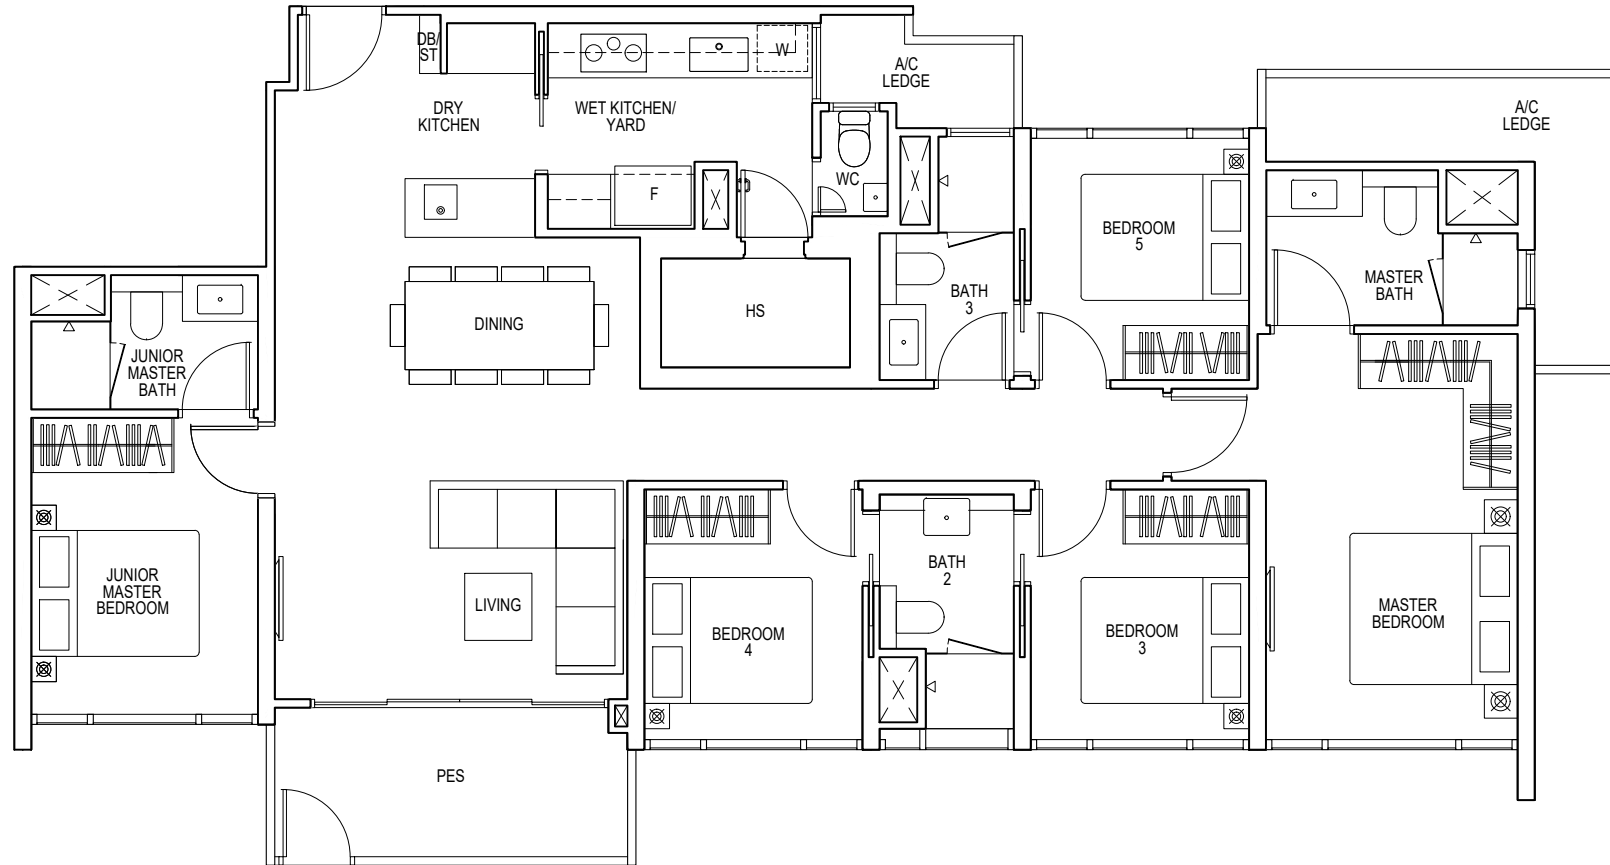 DB/
ST
W
A/C
LEDGE
A/C
LEDGE
DRY
KITCHEN
WET KITCHEN/
YARD
WC
F
BEDROOM
5
MASTER
BATH
BATH
3
HS
DINING
JUNIOR
MASTER
BATH
JUNIOR
MASTER
BEDROOM
LIVING
BATH
2
BEDROOM
4
BEDROOM
3
MASTER
BEDROOM
PES